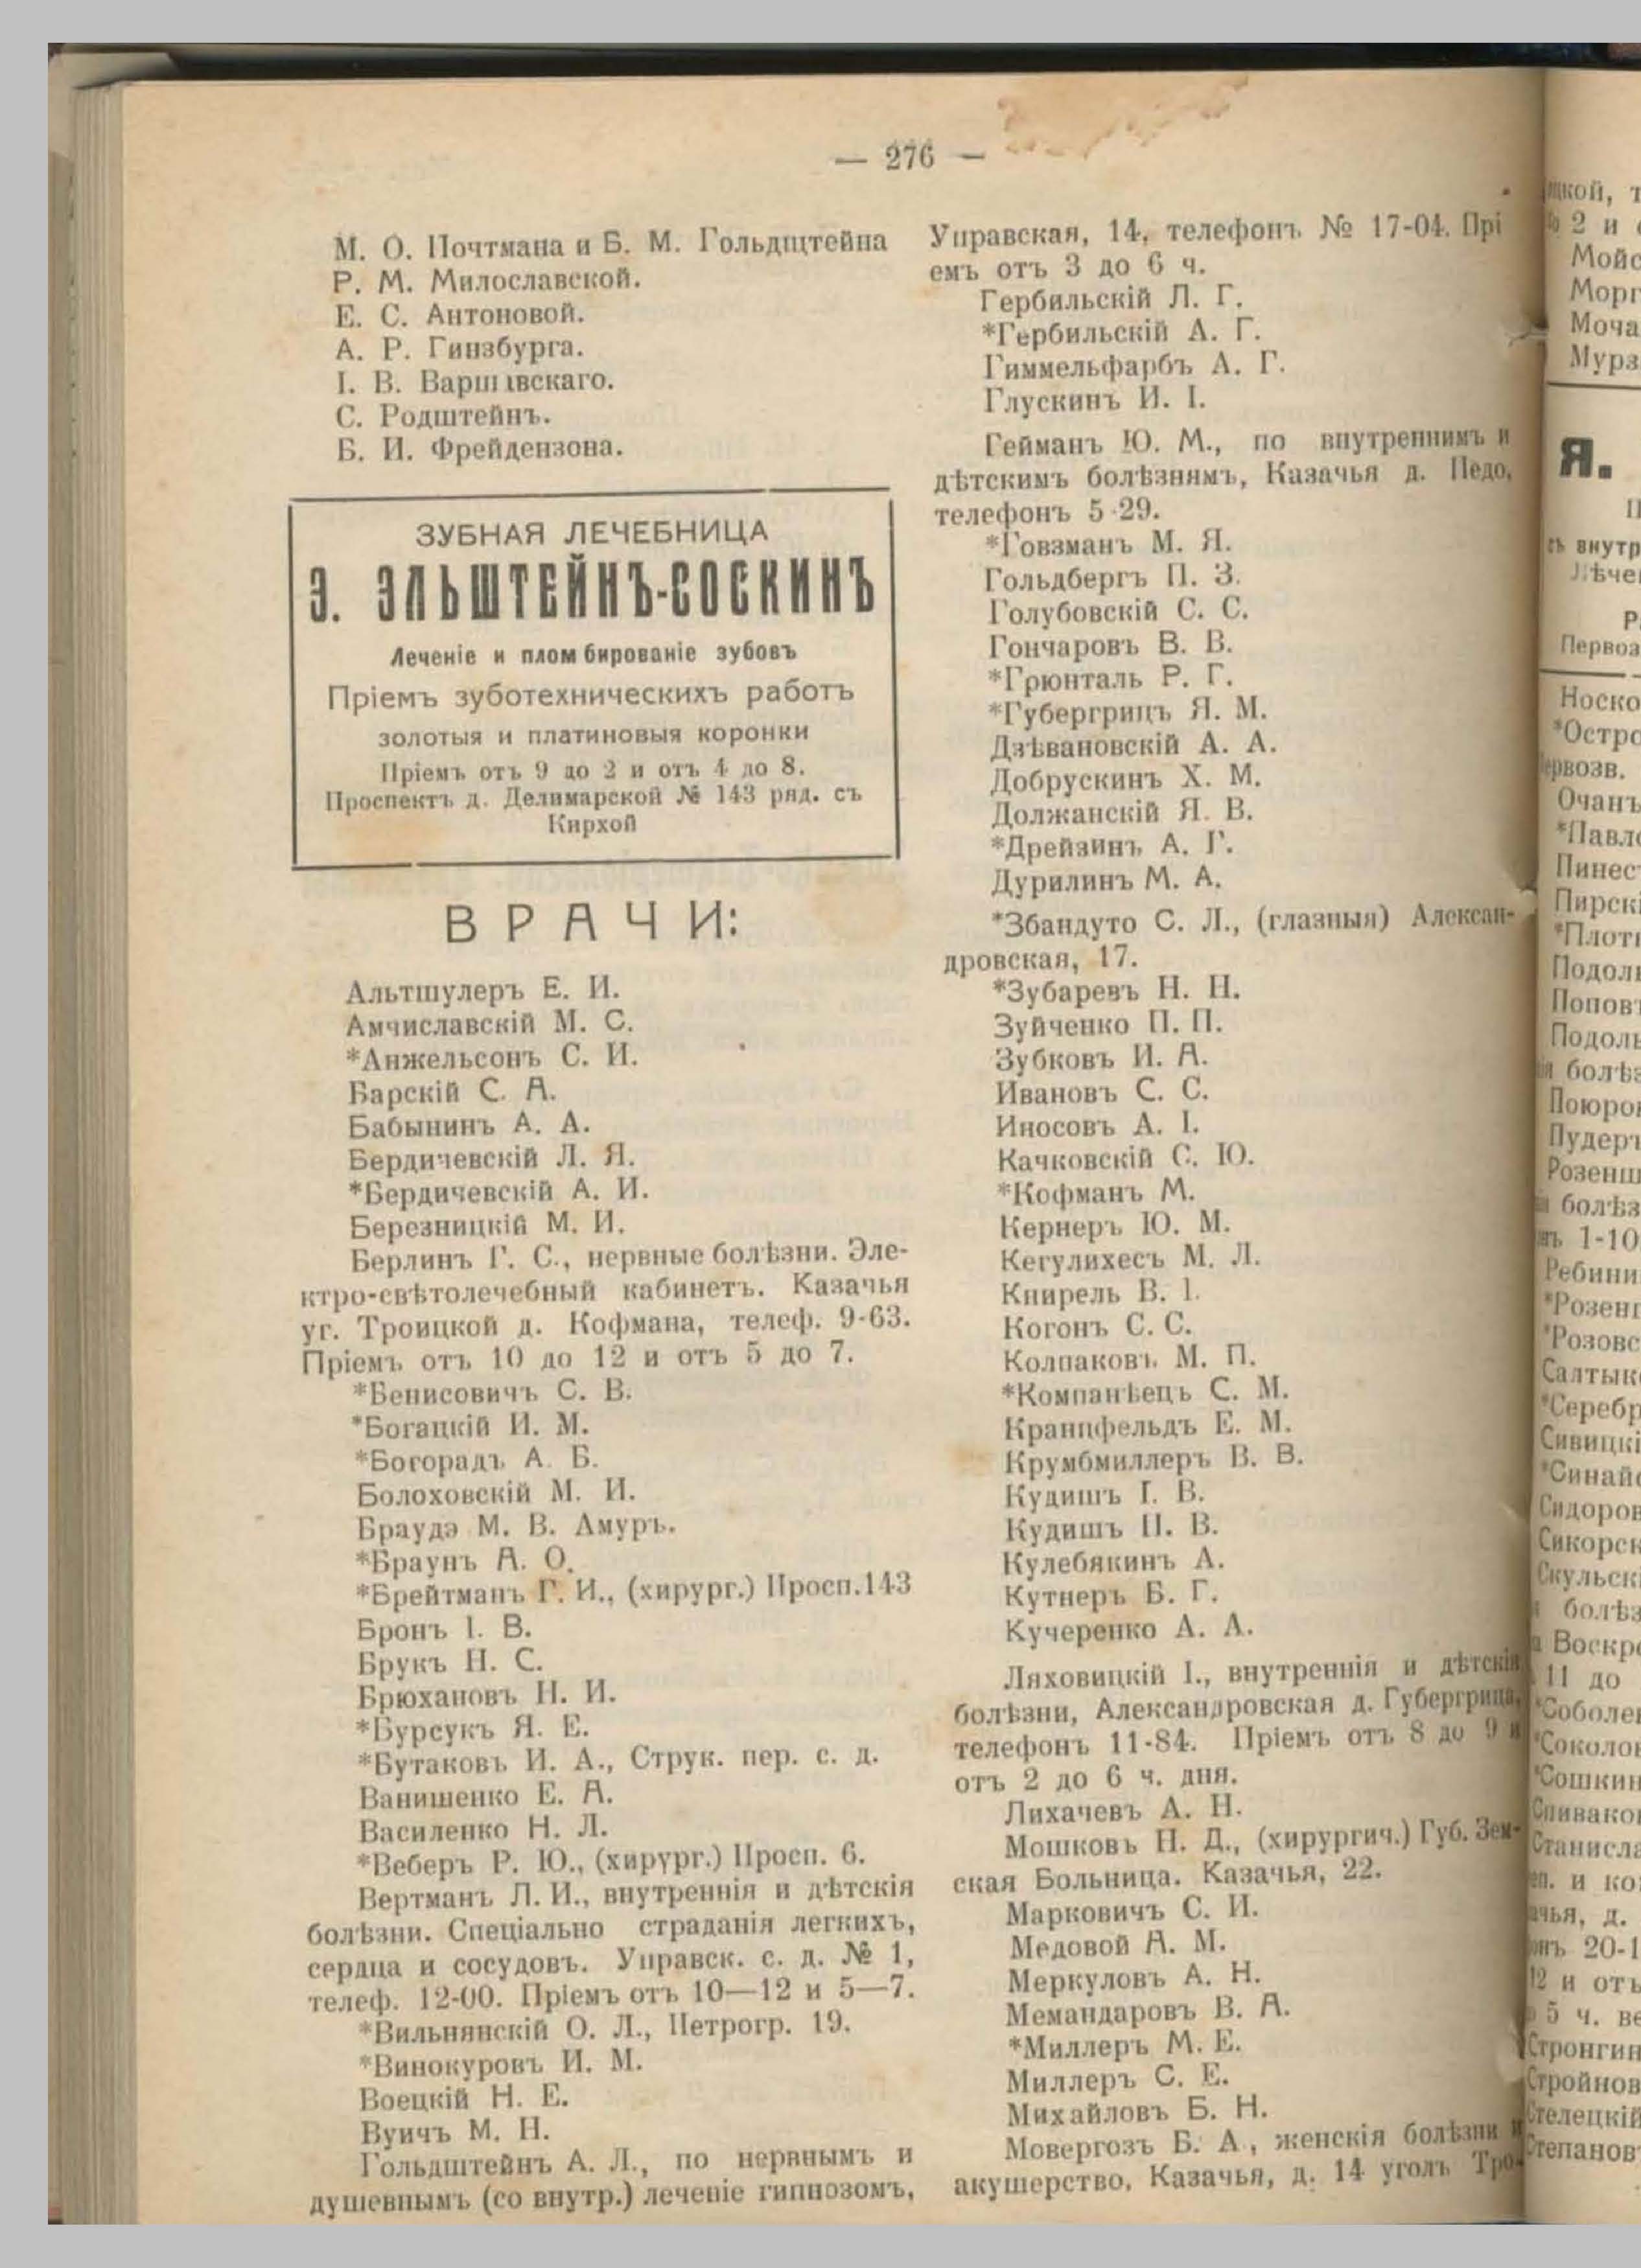 — 276 —
М. О. Почтмана и Б. М. Гольдштейна
Р. М. Милославской.
Е. С. Антоновой.
А. Р. Гинзбурга.
І. В. Варшавскаго.
С. Родштейнъ.
Б. И. Фрейдензона.
ЗУБНАЯ ЛЕЧЕБНИЦА
Э. ЭЛЬШТЕЙНЪ-СОСКИНЪ
Леченіе и пломбированіе зубовъ
Пріемъ зуботехническихъ работъ
золотыя и платиновыя коронки
Пріемъ отъ 9 до 2 и отъ 4 до 8.
Проспектъ д. Делимарской № 143 ряд. съ
Кирхой
ВРАЧИ:
Альтшулеръ Е. И.
Амчиславскій М. С.
*Анжельсонъ С. И.
Барскій С. А.
Бабынинъ А. А.
Бердичевскій Л. Я.
*Бердичевскій А. И.
Березницкій М. И.
Берлинъ Г. С., нервные болѣзни. Эле-
ктро-свѣтолечебный кабинетъ. Казачья
уг. Троицкой д. Кофмана, телеф. 9-63.
Пріемъ отъ 10 до 12 и отъ 5 до 7.
*Бенисовичъ С. В.
*Богацкій И. М.
*Богорадъ А. Б.
Болоховскій М. И.
Браудэ М. В. Амуръ.
*Браунъ А. О.
*Брейтманъ Г. И., (хирург.) Просп.143
Бронъ І. В.
Брукъ Н. С.
Брюхановъ Н. И.
*Бурсукъ Я. Е.
*Бутаковъ И. А., Струк. пер. с. д.
Ванишенко Е. А.
Василенко Н. Л.
*Веберъ Р. Ю., (хирург.) Просп. 6.
Вертманъ Л. И., внутреннія и дѣтскія
болѣзни. Спеціально страданія легкихъ,
сердца и сосудовъ. Управск. с. д. № 1,
телеф. 12-00. Пріемъ отъ 10—12 и 5—7.
*Вильнянскій О. Л., Петрогр. 19.
*Винокуровъ И. М.
Воецкій Н. Е.
Вуичъ М. Н.
Гольдштейнъ А. Л., по нервнымъ и
душевнымъ (со внутр.) леченіе гипнозомъ,
Управская, 14, телефонъ № 17-04. Прі
емъ отъ 3 до 6 ч.
Гербильскій Л. Г.
*Гербильскій А. Г.
Гиммельфарбъ А. Г.
Глускинъ И. І.
Гейманъ Ю. М., по внутреннимъ и
дѣтскимъ болѣзнямъ, Казачья д. Педо,
телефонъ 5-29.
*Говзманъ М. Я.
Гольдбергъ П. З.
Голубовскій С. С.
Гончаровъ В. В.
*Грюнталь Р. Г.
*Губергрицъ Я. М.
Дзѣвановскій А. А.
Добрускинъ Х. М.
Должанскій Я. В.
*Дрейзинъ А. Г.
Дурилинъ М. А.
*Збандуто С. Л., (глазныя) Алексан-
дровская, 17.
*Зубаревъ Н. Н.
Зуйченко П. П.
Зубковъ И. А.
Ивановъ С. С.
Иносовъ А. І.
Качковскій С. Ю.
*Кофманъ М.
Кернеръ Ю. М.
Кегулихесъ М. Л.
Книрель В. І.
Когонъ С. С.
Колпаковъ М. П.
*Компанѣецъ С. М.
Кранцфельдъ Е. М.
Крумбмиллеръ В. В.
Кудишъ І. В.
Кудишъ П. В.
Кулебякинъ А.
Кутнеръ Б. Г.
Кучеренко А. А.
Ляховицкій І., внутреннія и дѣтскія
болѣзни, Александровская д. Губергрица,
телефонъ 11-84. Пріемъ отъ 8 до 9 и
отъ 2 до 6 ч. дня.
Лихачевъ А. Н.
Мошковъ Н. Д., (хирургич.) Губ. Зем-
ская Больница. Казачья, 22.
Марковичъ С. И.
Медовой А. М.
Меркуловъ А. Н.
Мемандаровъ В. А.
*Миллеръ М. Е.
Миллеръ С. Е.
Михайловъ Б. Н.
Мовергозъ Б. А., женскія болѣзни и
акушерство, Казачья, д. 14 уголъ Тро-